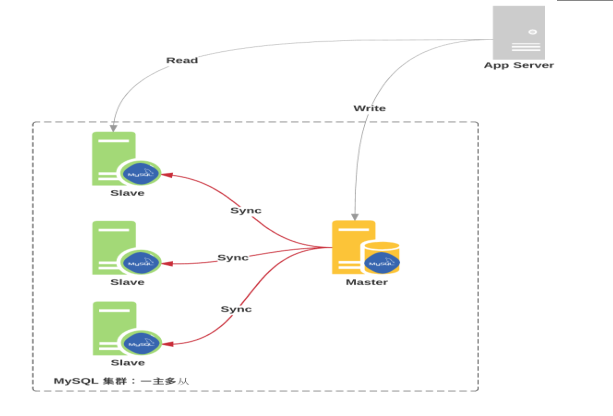 App Server
Read
Write
MySQL
Slave
Sync
MySQL
Slave
Sync
MySQL
Master
MySQL
Slave
Sync
MySQL 集群：一主多从